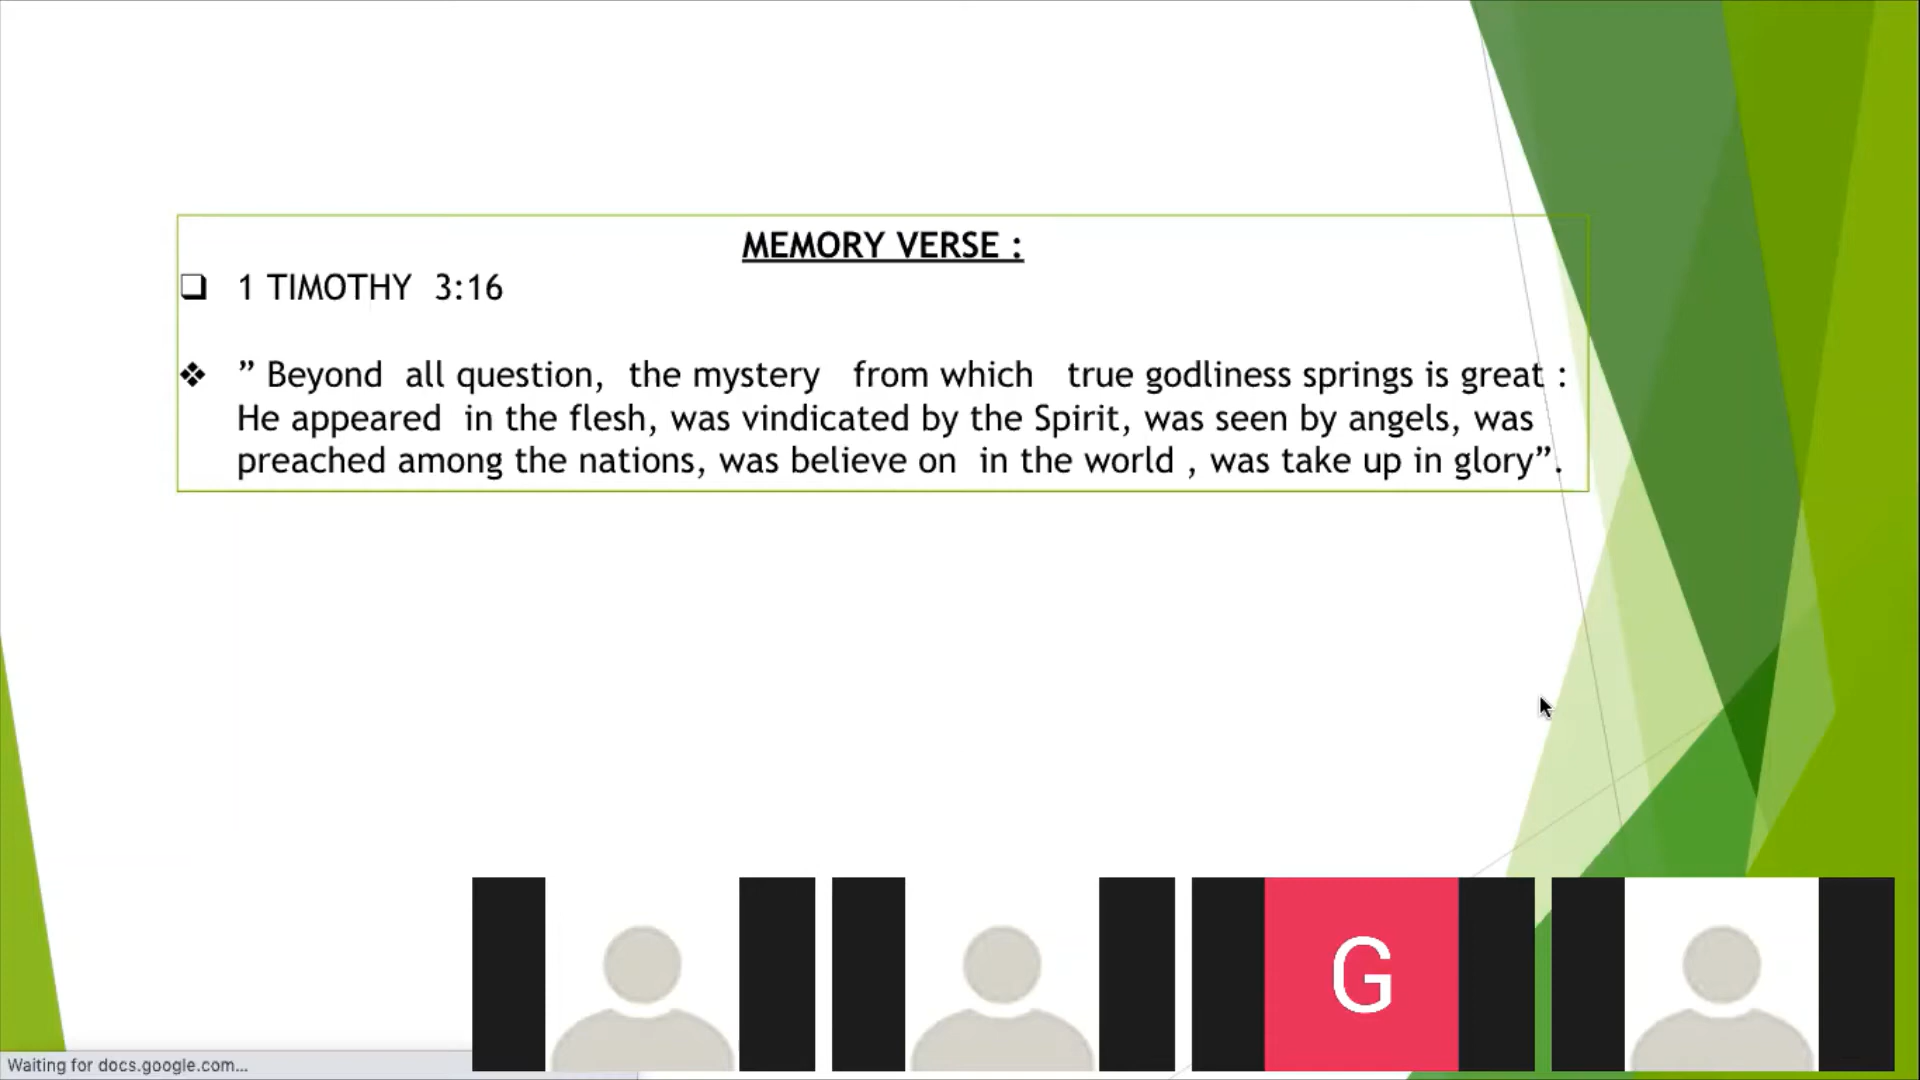 MEMORY VERSE :
1 TIMOTHY 3:16
” Beyond all question, the mystery from which true godliness springs is great :
He appeared in the flesh, was vindicated by the Spirit, was seen by angels, was
preached among the nations, was believe on in the world , was take up in glory”.
G
Waiting for docs.google.com...